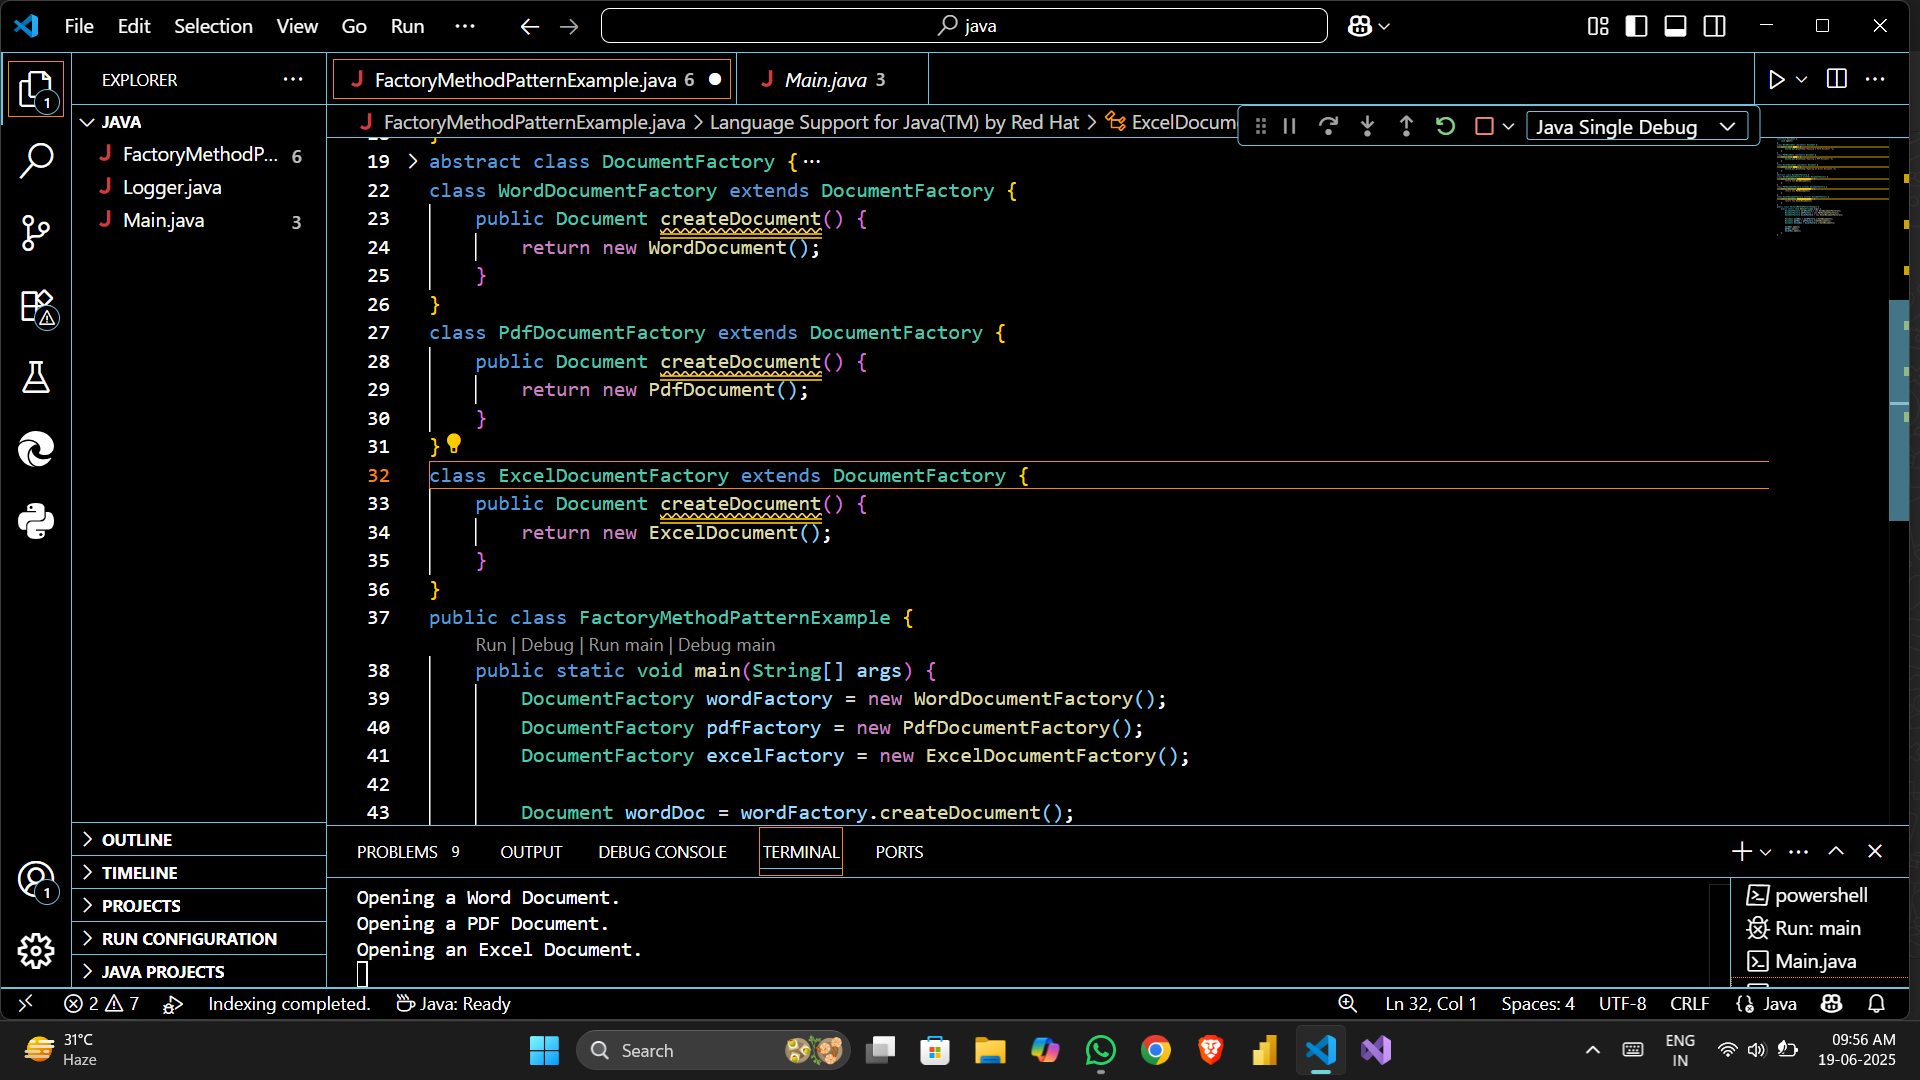 File Edit Selection View Go Run ... java
EXPLORER ...
FactoryMethodPatternExample.java 6
Main.java 3
JAVA
FactoryMethodP... 6
Logger.java
Main.java 3
OUTLINE
TIMELINE
PROJECTS
RUN CONFIGURATION
JAVA PROJECTS
FactoryMethodPatternExample.java > Language Support for Java(TM) by Red Hat > ExcelDocum
Java Single Debug
19 > abstract class DocumentFactory {...
22 class WordDocumentFactory extends DocumentFactory {
23 public Document createDocument() {
24 return new WordDocument();
25 }
26 }
27 class PdfDocumentFactory extends DocumentFactory {
28 public Document createDocument() {
29 return new PdfDocument();
30 }
31 }
32 class ExcelDocumentFactory extends DocumentFactory {
33 public Document createDocument() {
34 return new ExcelDocument();
35 }
36 }
37 public class FactoryMethodPatternExample {
Run | Debug | Run main | Debug main
38 public static void main(String[] args) {
39 DocumentFactory wordFactory = new WordDocumentFactory();
40 DocumentFactory pdfFactory = new PdfDocumentFactory();
41 DocumentFactory excelFactory = new ExcelDocumentFactory();
42
43 Document wordDoc = wordFactory.createDocument();
PROBLEMS 9 OUTPUT DEBUG CONSOLE TERMINAL PORTS
Opening a Word Document.
Opening a PDF Document.
Opening an Excel Document.
powershell
Run: main
Main.java
1
1
2 7 Indexing completed. Java: Ready Ln 32, Col 1 Spaces: 4 UTF-8 CRLF Java
31°C
Haze
Search
ENG
IN
09:56 AM
19-06-2025